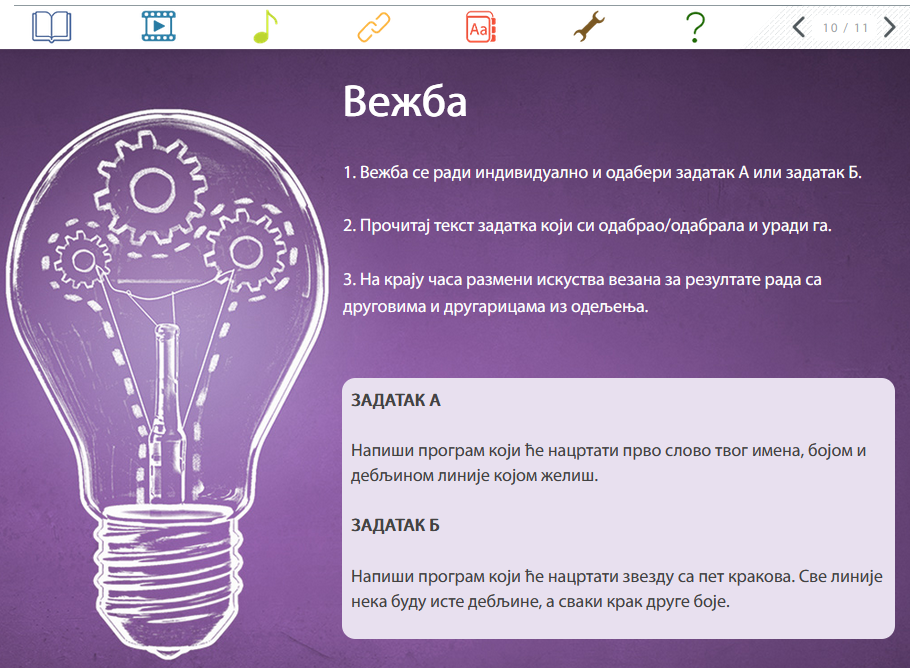 Aa
?
10 / 11
Вежба
1. Вежба се ради индивидуално и одабери задатак А или задатак Б.
2. Прочитај текст задатка који си одабрао/одабрала и уради га.
3. На крају часа размени искуства везана за резултате рада са
друговима и другарицама из одељења.
ЗАДАТАК А
Напиши програм који ће нацртати прво слово твог имена, бојом и
дебљином линије којом желиш.
ЗАДАТАК Б
Напиши програм који ће нацртати звезду са пет кракова. Све линије
нека буду исте дебљине, а сваки крак друге боје.